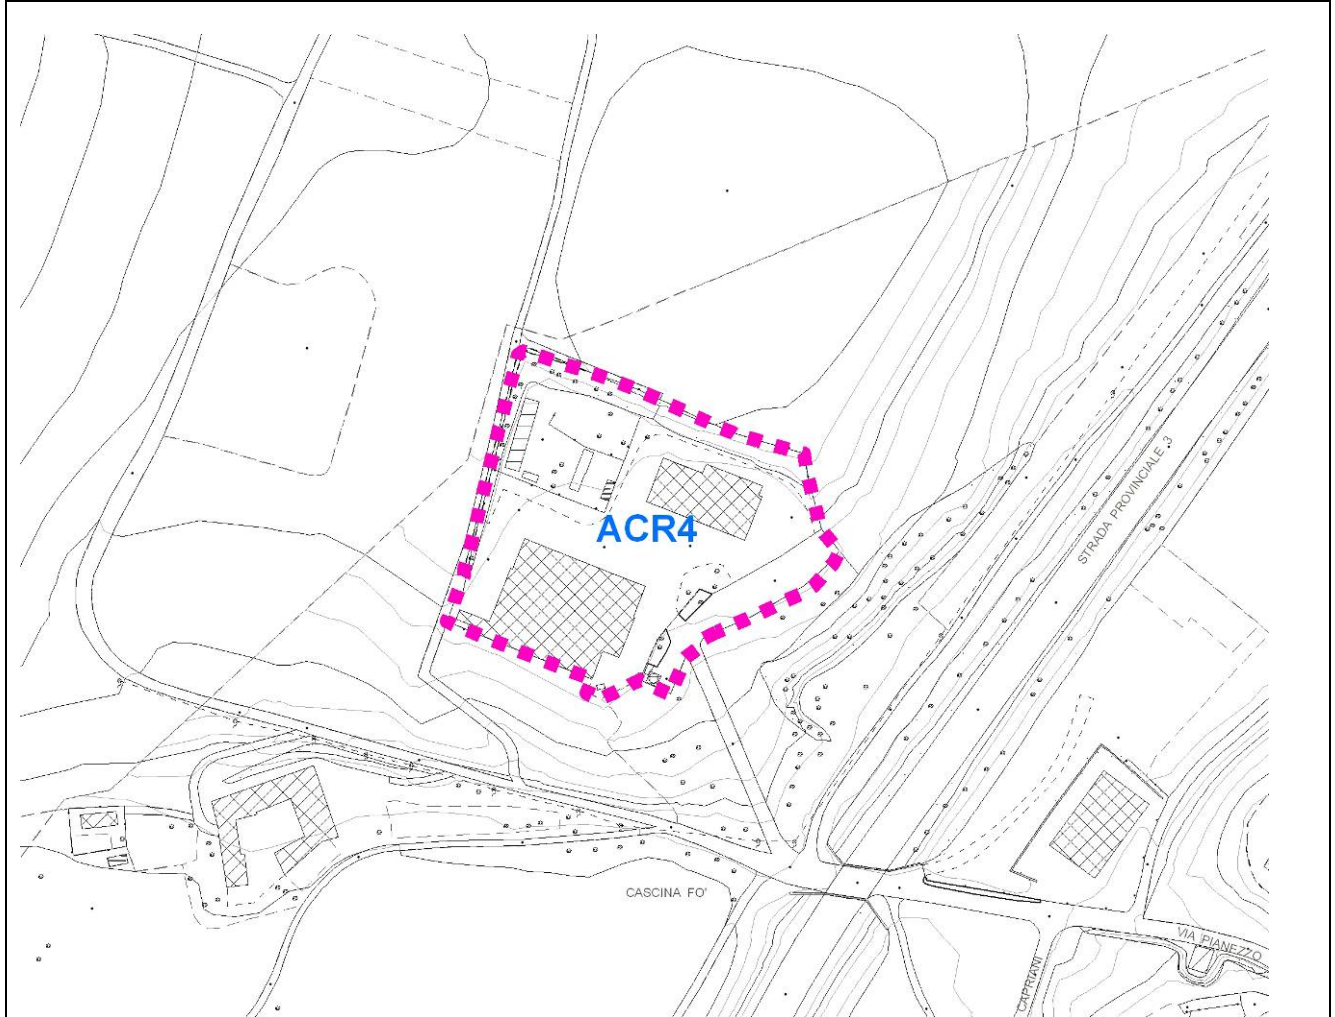 ACR4
STRADA PROVINCIALE 3
CASCINA FO'
VIA PIANEZZO
CAPRIANI